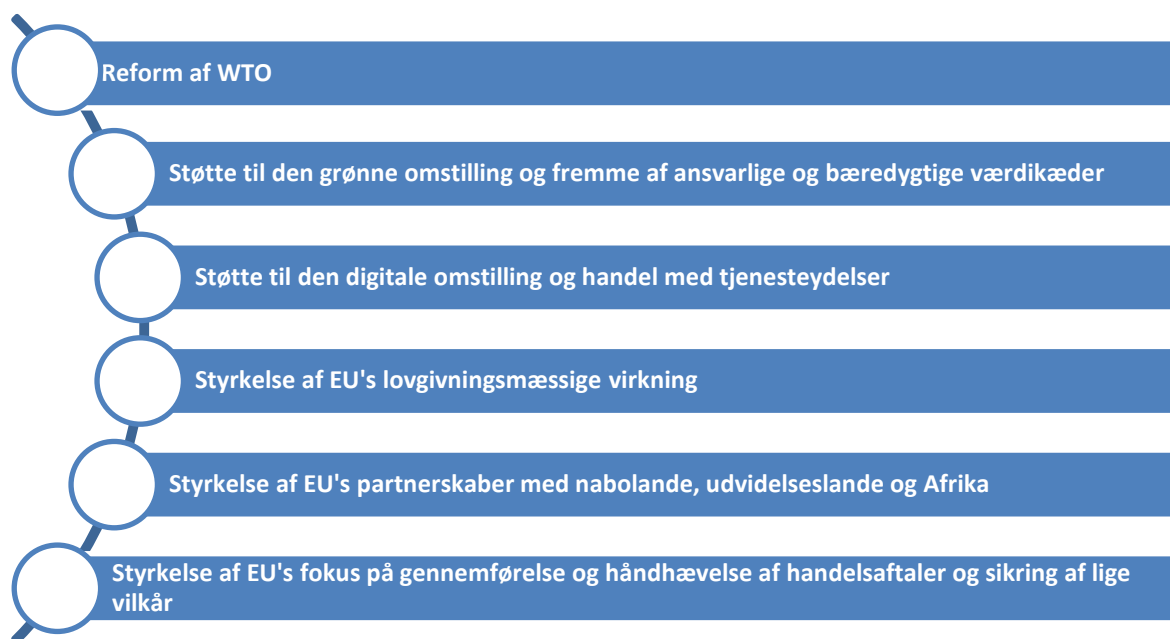 Reform af WTO
Støtte til den grønne omstilling og fremme af ansvarlige og bæredygtige værdikæder
Støtte til den digitale omstilling og handel med tjenesteydelser
Styrkelse af EU's lovgivningsmæssige virkning
Styrkelse af EU's partnerskaber med nabolande, udvidelseslande og Afrika
Styrkelse af EU's fokus på gennemførelse og håndhævelse af handelsaftaler og sikring af lige
vilkår